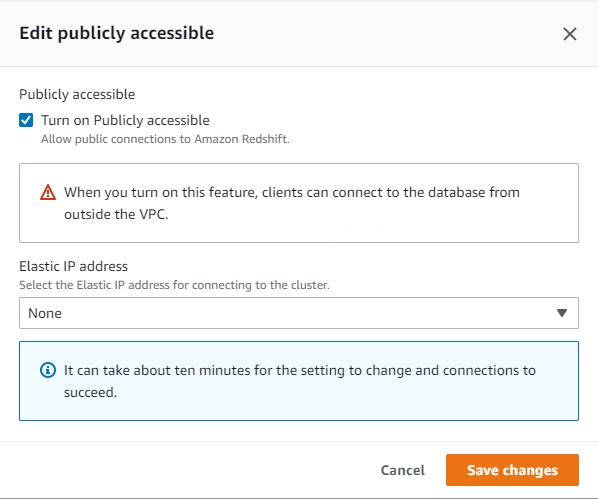 Edit publicly accessible
Publicly accessible
Turn on Publicly accessible
Allow public connections to Amazon Redshift.
When you turn on this feature, clients can connect to the database from
outside the VPC.
Elastic IP address
Select the Elastic IP address for connecting to the cluster.
None
It can take about ten minutes for the setting to change and connections to
succeed.
Cancel
Save changes